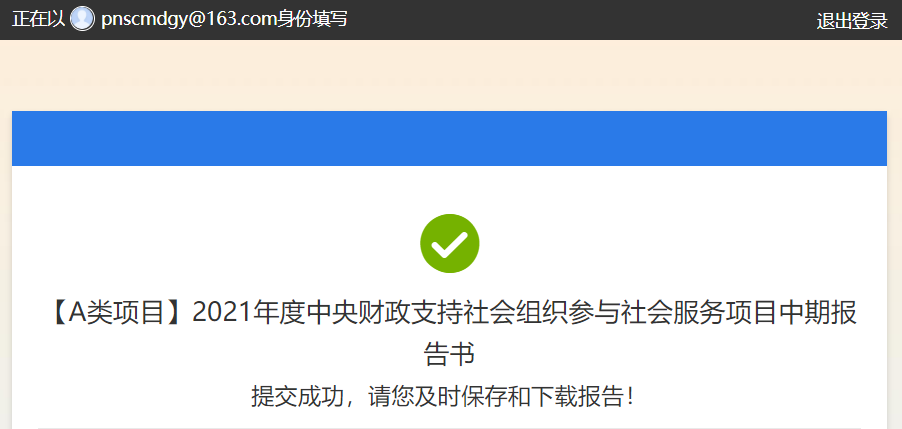 正在以 pnscmdgy@163.com身份填写
退出登录
【A类项目】2021年度中央财政支持社会组织参与社会服务项目中期报
告书
提交成功，请您及时保存和下载报告！